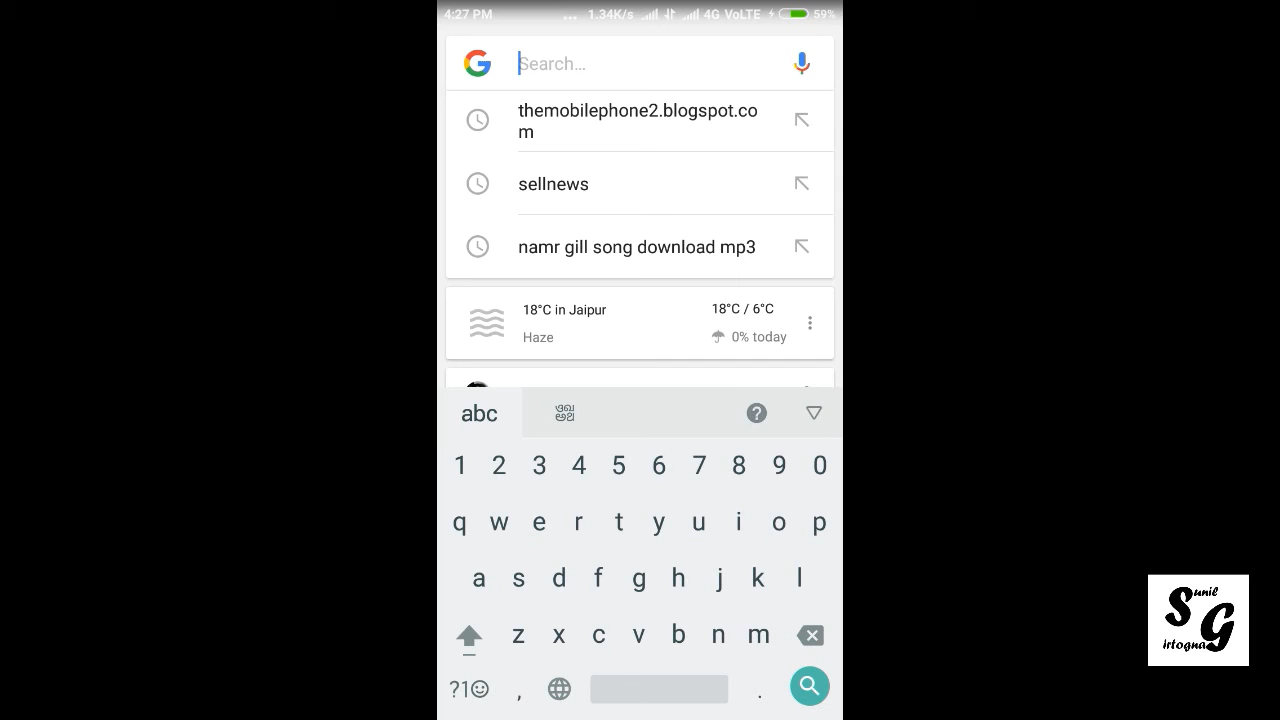 4:27 PM ... 1.34K/s 4G VoLTE 59%
Search...
themobilephone2.blogspot.co
m
sellnews
namr gill song download mp3
18°C in Jaipur 18°C / 6°C
Haze 0% today
abc
1 2 3 4 5 6 7 8 9 0
q w e r t y u i o p
a s d f g h j k l
z x c v b n m
?1☺ , .
Sunil
Girtogna